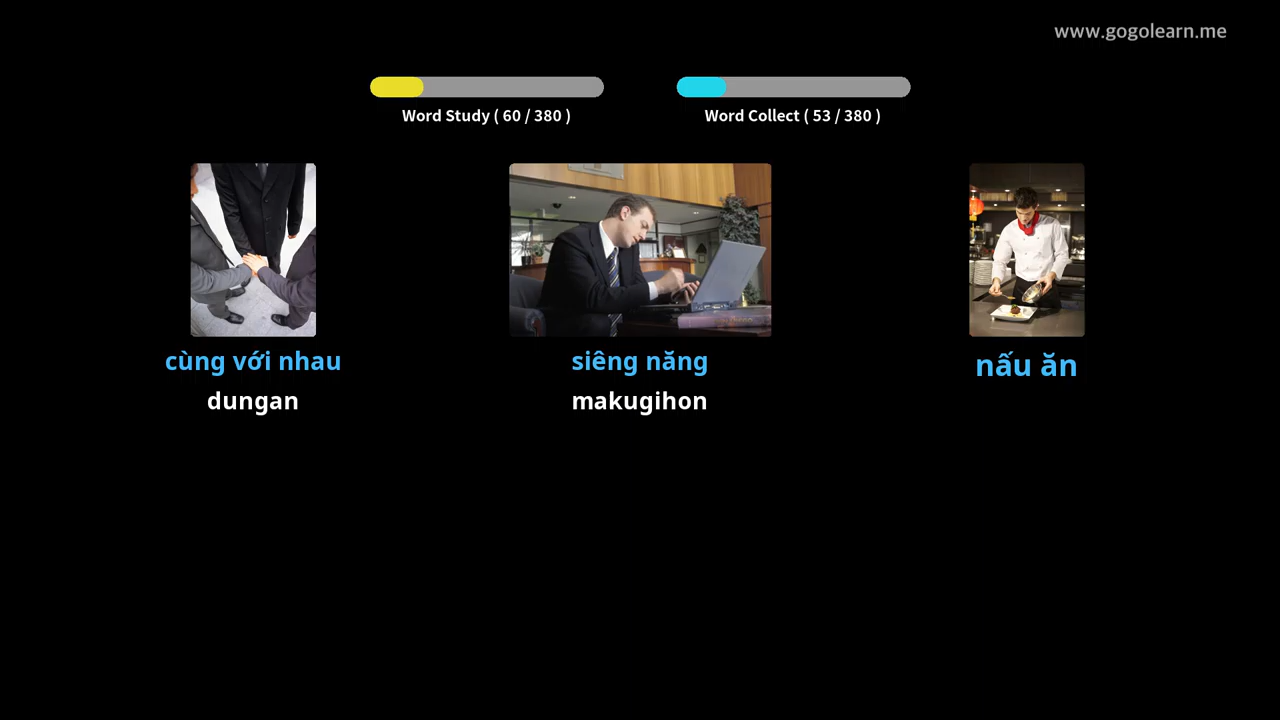 www.gogolearn.me
Word Study ( 60 / 380 )
Word Collect ( 53 / 380 )
cùng với nhau
dungan
siêng năng
makugihon
nấu ăn